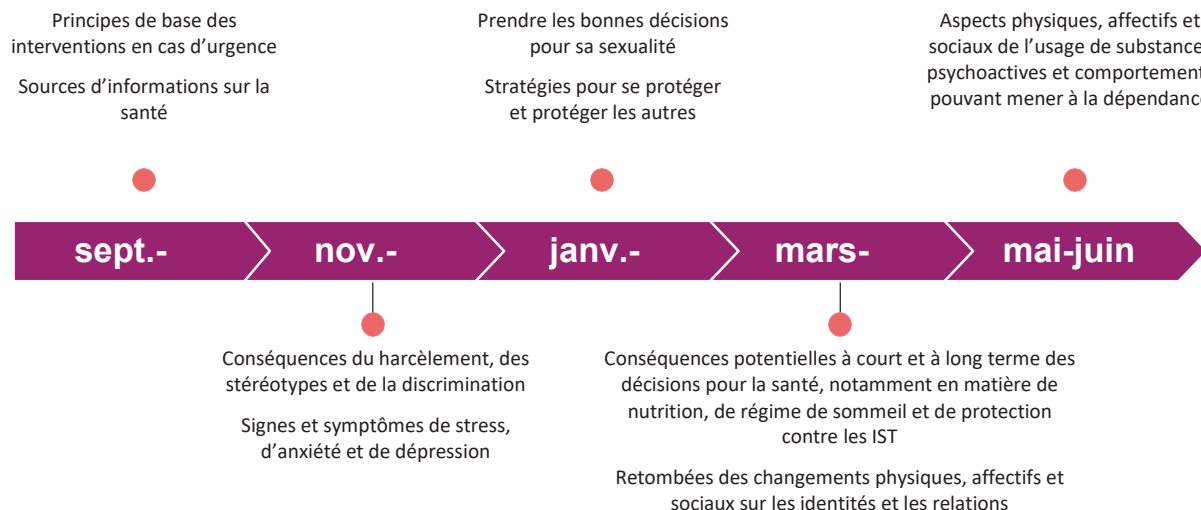 Principes de base des
interventions en cas d’urgence
Sources d’informations sur la
santé
Prendre les bonnes décisions
pour sa sexualité
Stratégies pour se protéger
et protéger les autres
Aspects physiques, affectifs et
sociaux de l’usage de substance
psychoactives et comportement
pouvant mener à la dépendance
sept.-
nov.-
janv.-
mars-
mai-juin
Conséquences du harcèlement, des
stéréotypes et de la discrimination
Signes et symptômes de stress,
d’anxiété et de dépression
Conséquences potentielles à court et à long terme des
décisions pour la santé, notamment en matière de
nutrition, de régime de sommeil et de protection
contre les IST
Retombées des changements physiques, affectifs et
sociaux sur les identités et les relations